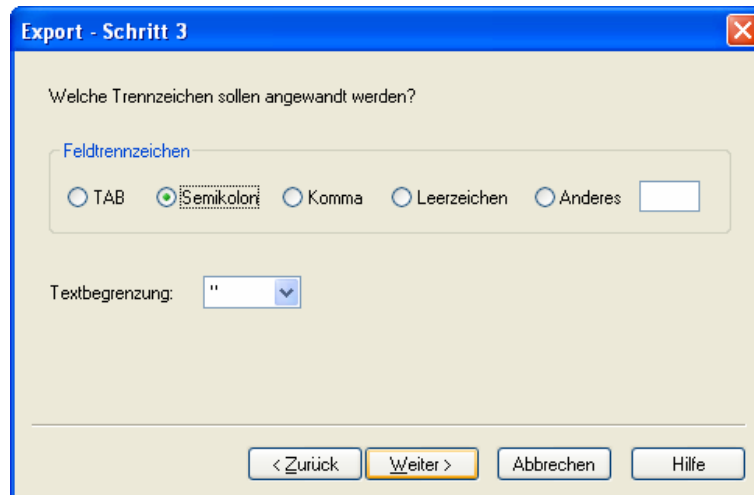 Export - Schritt 3
Welche Trennzeichen sollen angewandt werden?
Feldtrennzeichen
TAB Semikolon Komma Leerzeichen Anderes
Textbegrenzung: "
< Zurück Weiter > Abbrechen Hilfe